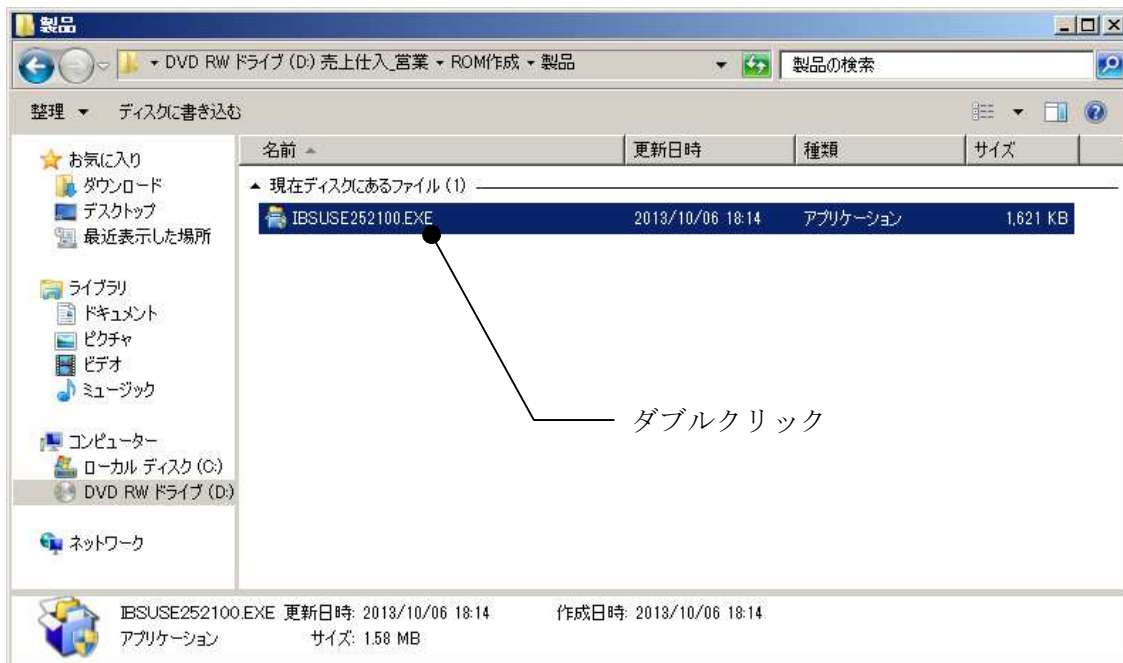 製品
DVD RW ドライブ (D:) 売上仕入_営業 ROM作成 製品
製品の検索
整理 ディスクに書き込む
名前 更新日時 種類 サイズ
お気に入り
ダウンロード
デスクトップ
最近表示した場所
ライブラリ
ドキュメント
ピクチャ
ビデオ
ミュージック
コンピューター
ローカル ディスク (C:)
DVD RW ドライブ (D:)
ネットワーク
現在ディスクにあるファイル (1)
IBSUSE252100.EXE 2013/10/06 18:14 アプリケーション 1,621 KB
ダブルクリック
IBSUSE252100.EXE 更新日時: 2013/10/06 18:14 作成日時: 2013/10/06 18:14
アプリケーション サイズ: 1.58 MB